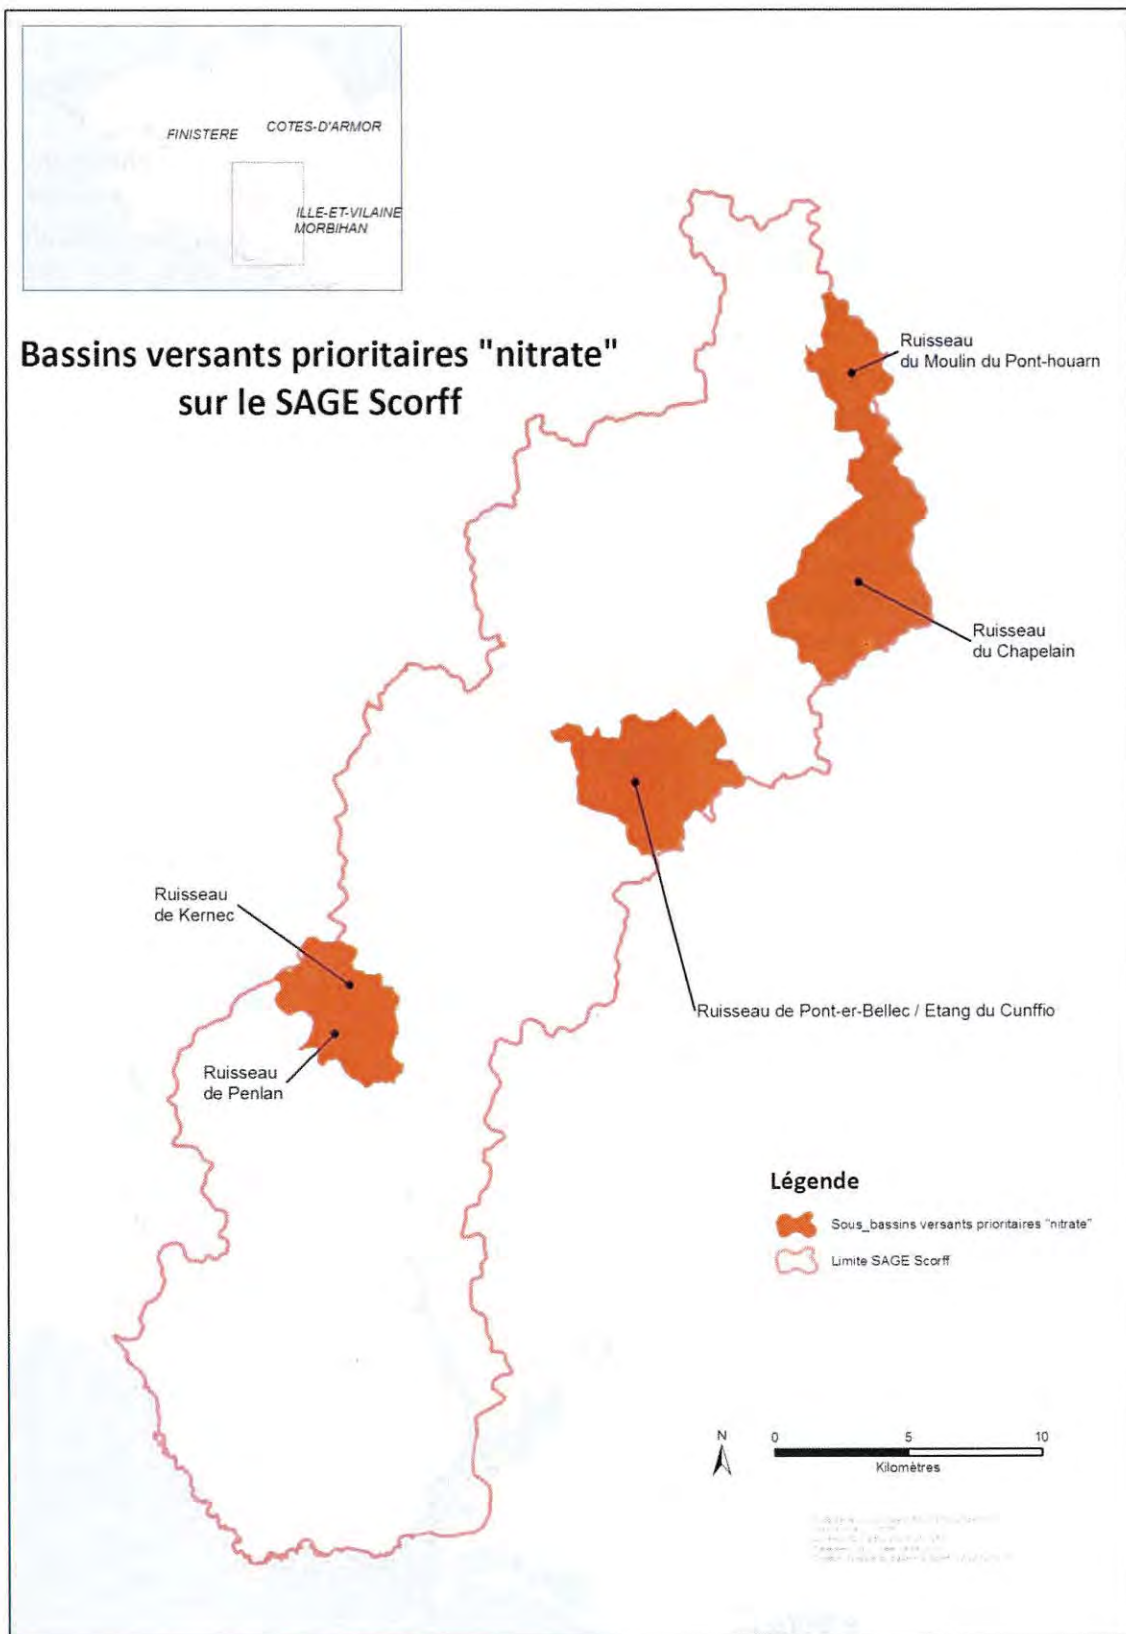 FINISTERE
COTES-D'ARMOR
ILLE-ET-VILAINE
MORBIHAN
Bassins versants prioritaires "nitrate"
sur le SAGE Scorff
Ruisseau
du Moulin du Pont-houarn
Ruisseau
du Chapelain
Ruisseau
de Kernec
Ruisseau de Pont-er-Bellec / Etang du Cunffio
Ruisseau
de Penlan
Légende
Sous_bassins versants prioritaires "nitrate"
Limite SAGE Scorff
N
0 5 10
Kilomètres